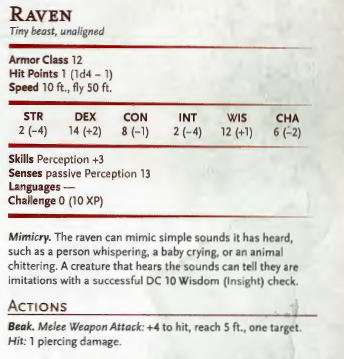 RAVEN
Tiny beast, unaligned
Armor Class 12
Hit Points 1 (1d4 – 1)
Speed 10 ft., fly 50 ft.
STR DEX CON INT WIS CHA
2 (–4) 14 (+2) 8 (–1) 2 (–4) 12 (+1) 6 (–2)
Skills Perception +3
Senses passive Perception 13
Languages —
Challenge 0 (10 XP)
Mimicry. The raven can mimic simple sounds it has heard,
such as a person whispering, a baby crying, or an animal
chittering. A creature that hears the sounds can tell they are
imitations with a successful DC 10 Wisdom (Insight) check.
ACTIONS
Beak. Melee Weapon Attack: +4 to hit, reach 5 ft., one target.
Hit: 1 piercing damage.